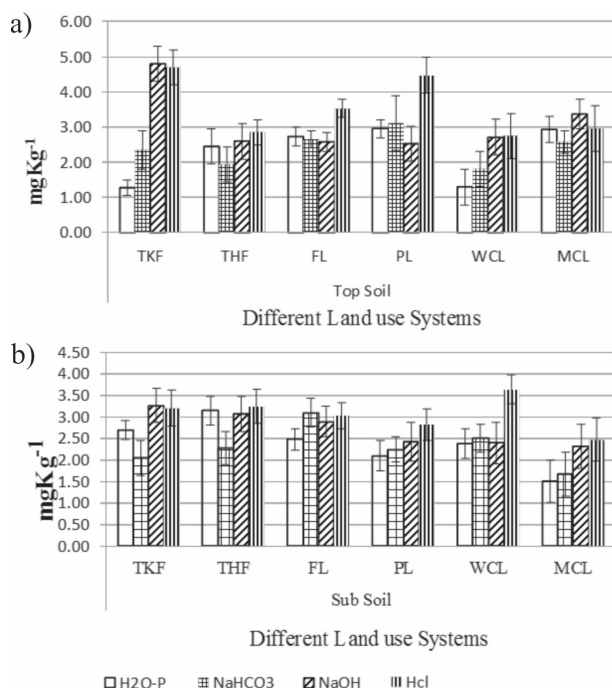 a)
6.00
5.00
4.00
3.00
2.00
1.00
0.00
mgKg-1
TKF THF FL PL WCL MCL
Top Soil
Different Land use Systems
b)
4.50
4.00
3.50
3.00
2.50
2.00
1.50
1.00
0.50
0.00
mgKg-1
TKF THF FL PL WCL MCL
Sub Soil
Different Land use Systems
H2O-P NaHCO3 NaOH Hcl